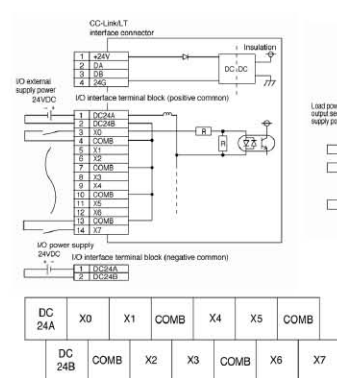 CC-Link/LT
interface connector
Insulation
1 +24V
2 DA
3 DB
4 24G
DC DC
I/O external
supply power
24VDC
- +
I/O interface terminal block (positive common)
1 DC24A
2 DC24B
3 X0
4 COMB
5 X1
6 X2
7 COMB
8 X3
9 X4
10 COMB
11 X5
12 X6
13 COMB
14 X7
R
R
Load pow
output se
supply po
I/O power supply
24VDC
+ -
I/O interface terminal block (negative common)
1 DC24A
2 DC24B
DC 24A X0 X1 COMB X4 X5 COMB
DC 24B COMB X2 X3 COMB X6 X7